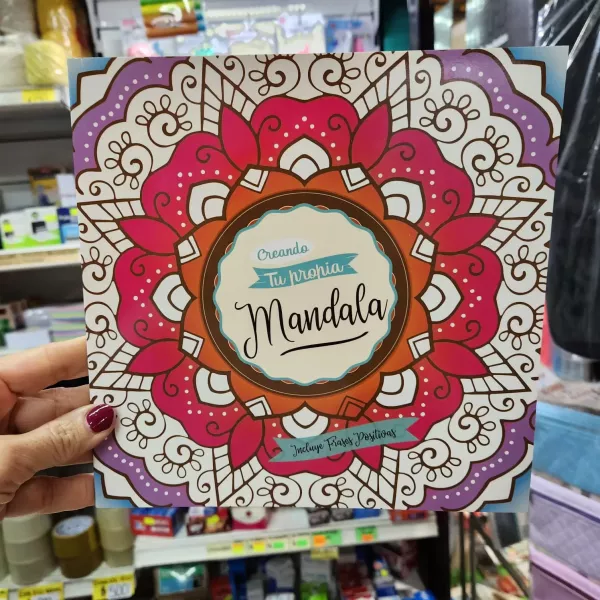 Creando
Tu propia
Mandala
Incluye Frases Positivas